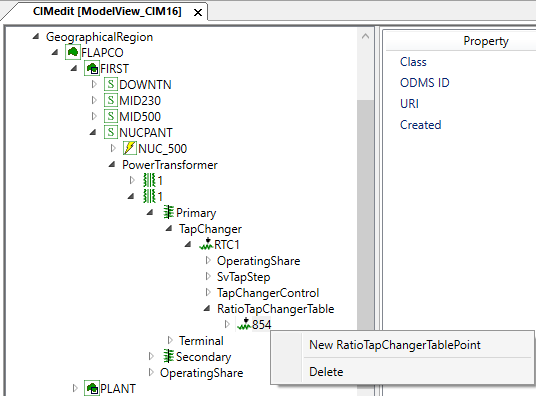 CIMedit [ModelView_CIM16] X
GeographicalRegion
FLAPCO
FIRST
S DOWNTN
S MID230
S MID500
S NUCPANT
NUC_500
PowerTransformer
1
1
Primary
TapChanger
RTC1
OperatingShare
SvTapStep
TapChangerControl
RatioTapChangerTable
854
Terminal
Secondary
OperatingShare
PLANT
Property
Class
ODMS ID
URI
Created
New RatioTapChangerTablePoint
Delete